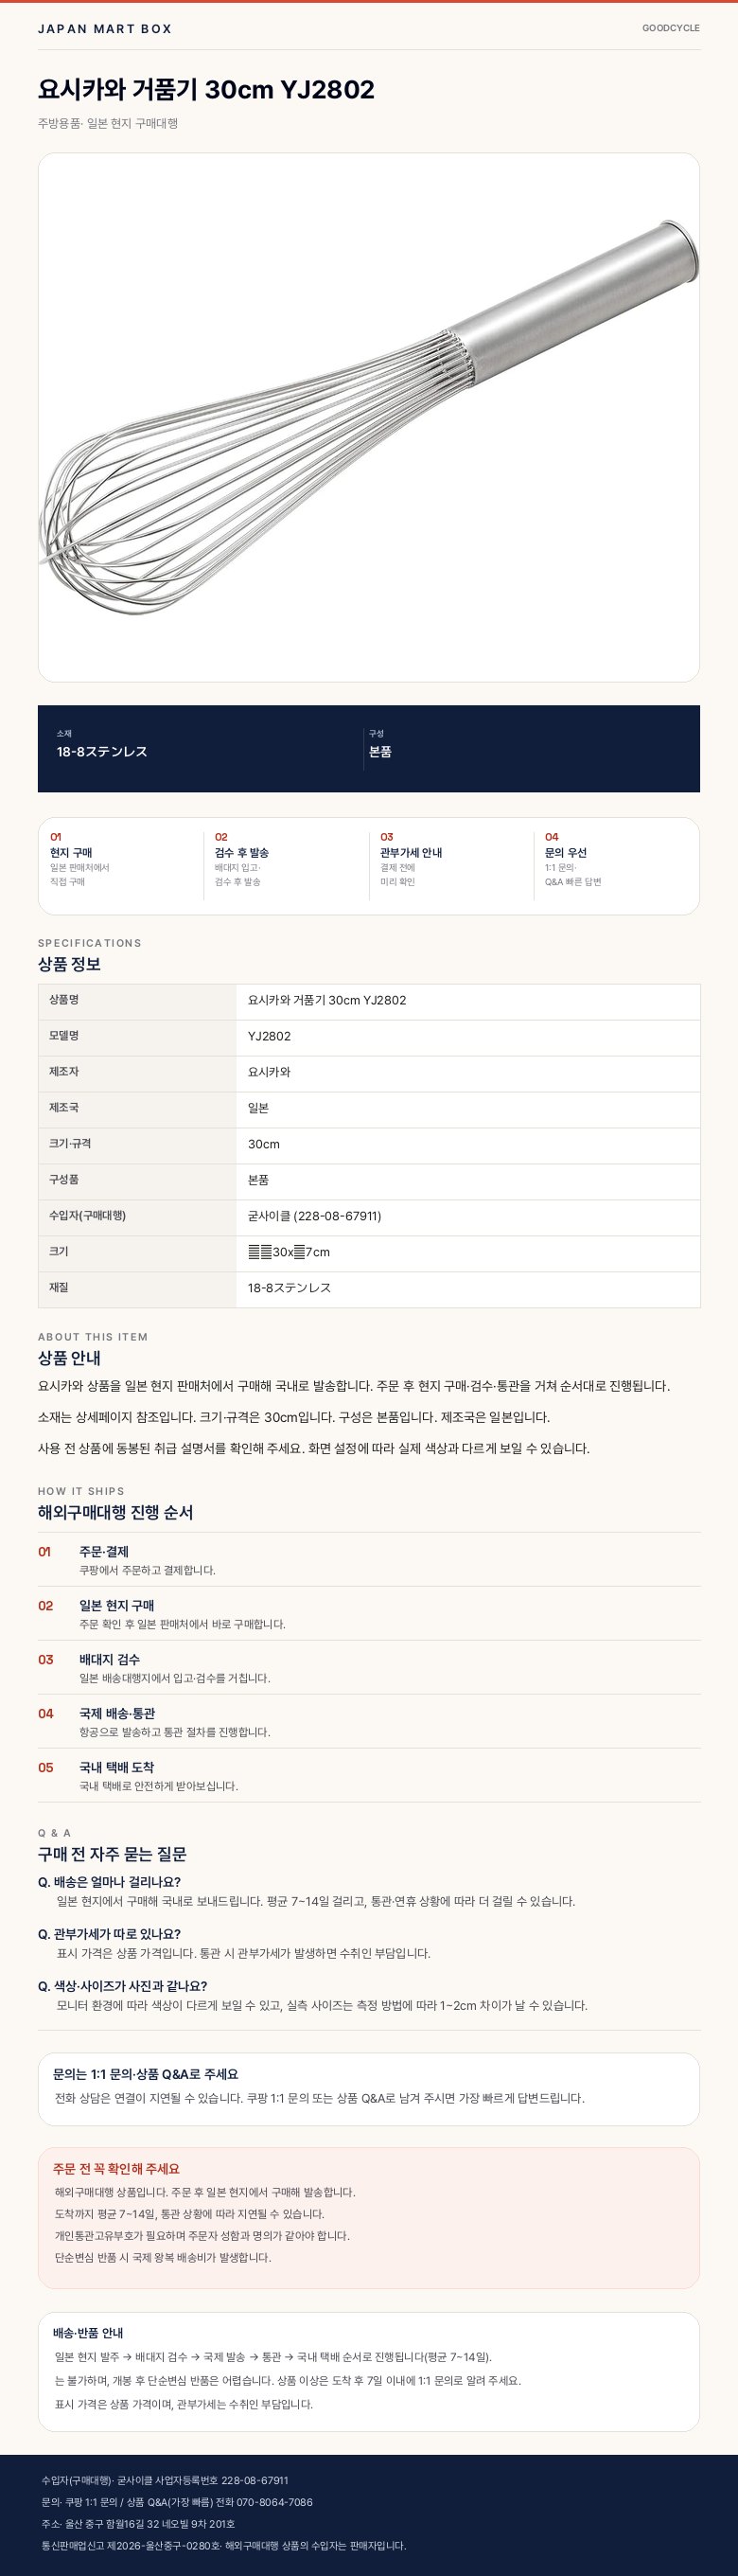 JAPAN MART BOX
GOODCYCLE
요시카와 거품기 30cm YJ2802
주방용품· 일본 현지 구매대행
소재
18-8ステンレス
구성
본품
01
현지 구매
일본 판매처에서
직접 구매
02
검수 후 발송
배대지 입고·
검수 후 발송
03
관부가세 안내
결제 전에
미리 확인
04
문의 우선
1:1 문의·
Q&A 빠른 답변
SPECIFICATIONS
상품 정보
상품명 요시카와 거품기 30cm YJ2802
모델명 YJ2802
제조자 요시카와
제조국 일본
크기·규격 30cm
구성품 본품
수입자(구매대행) 굳사이클 (228-08-67911)
크기 30x 7cm
재질 18-8ステンレス
ABOUT THIS ITEM
상품 안내
요시카와 상품을 일본 현지 판매처에서 구매해 국내로 발송합니다. 주문 후 현지 구매·검수·통관을 거쳐 순서대로 진행됩니다.
소재는 상세페이지 참조입니다. 크기·규격은 30cm입니다. 구성은 본품입니다. 제조국은 일본입니다.
사용 전 상품에 동봉된 취급 설명서를 확인해 주세요. 화면 설정에 따라 실제 색상과 다르게 보일 수 있습니다.
HOW IT SHIPS
해외구매대행 진행 순서
01 주문·결제
쿠팡에서 주문하고 결제합니다.
02 일본 현지 구매
주문 확인 후 일본 판매처에서 바로 구매합니다.
03 배대지 검수
일본 배송대행지에서 입고·검수를 거칩니다.
04 국제 배송·통관
항공으로 발송하고 통관 절차를 진행합니다.
05 국내 택배 도착
국내 택배로 안전하게 받아보십니다.
Q & A
구매 전 자주 묻는 질문
Q. 배송은 얼마나 걸리나요?
일본 현지에서 구매해 국내로 보내드립니다. 평균 7~14일 걸리고, 통관·연휴 상황에 따라 더 걸릴 수 있습니다.
Q. 관부가세가 따로 있나요?
표시 가격은 상품 가격입니다. 통관 시 관부가세가 발생하면 수취인 부담입니다.
Q. 색상·사이즈가 사진과 같나요?
모니터 환경에 따라 색상이 다르게 보일 수 있고, 실측 사이즈는 측정 방법에 따라 1~2cm 차이가 날 수 있습니다.
문의는 1:1 문의·상품 Q&A로 주세요
전화 상담은 연결이 지연될 수 있습니다. 쿠팡 1:1 문의 또는 상품 Q&A로 남겨 주시면 가장 빠르게 답변드립니다.
주문 전 꼭 확인해 주세요
해외구매대행 상품입니다. 주문 후 일본 현지에서 구매해 발송합니다.
도착까지 평균 7~14일, 통관 상황에 따라 지연될 수 있습니다.
개인통관고유부호가 필요하며 주문자 성함과 명의가 같아야 합니다.
단순변심 반품 시 국제 왕복 배송비가 발생합니다.
배송·반품 안내
일본 현지 발주 → 배대지 검수 → 국제 발송 → 통관 → 국내 택배 순서로 진행됩니다(평균 7~14일).
는 불가하며, 개봉 후 단순변심 반품은 어렵습니다. 상품 이상은 도착 후 7일 이내에 1:1 문의로 알려 주세요.
표시 가격은 상품 가격이며, 관부가세는 수취인 부담입니다.
수입자(구매대행)· 굳사이클 사업자등록번호 228-08-67911
문의· 쿠팡 1:1 문의 / 상품 Q&A(가장 빠름) 전화 070-8064-7086
주소· 울산 중구 함월16길 32 네오빌 9차 201호
통신판매업신고 제2026-울산중구-0280호· 해외구매대행 상품의 수입자는 판매자입니다.